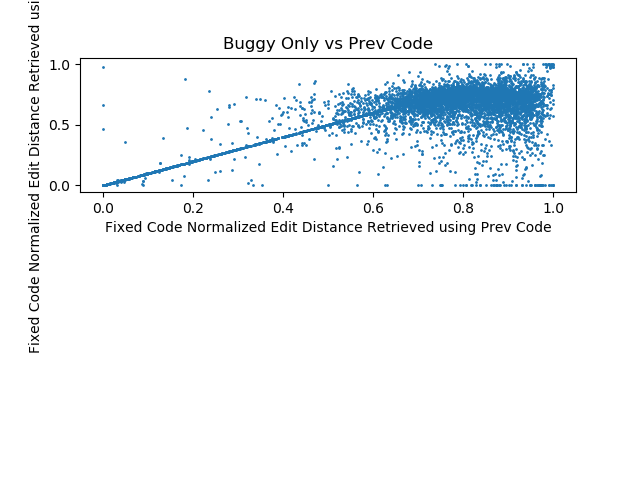 Buggy Only vs Prev Code
Fixed Code Normalized Edit Distance Retrieved usi
1.0
0.5
0.0
0.0 0.2 0.4 0.6 0.8 1.0
Fixed Code Normalized Edit Distance Retrieved using Prev Code